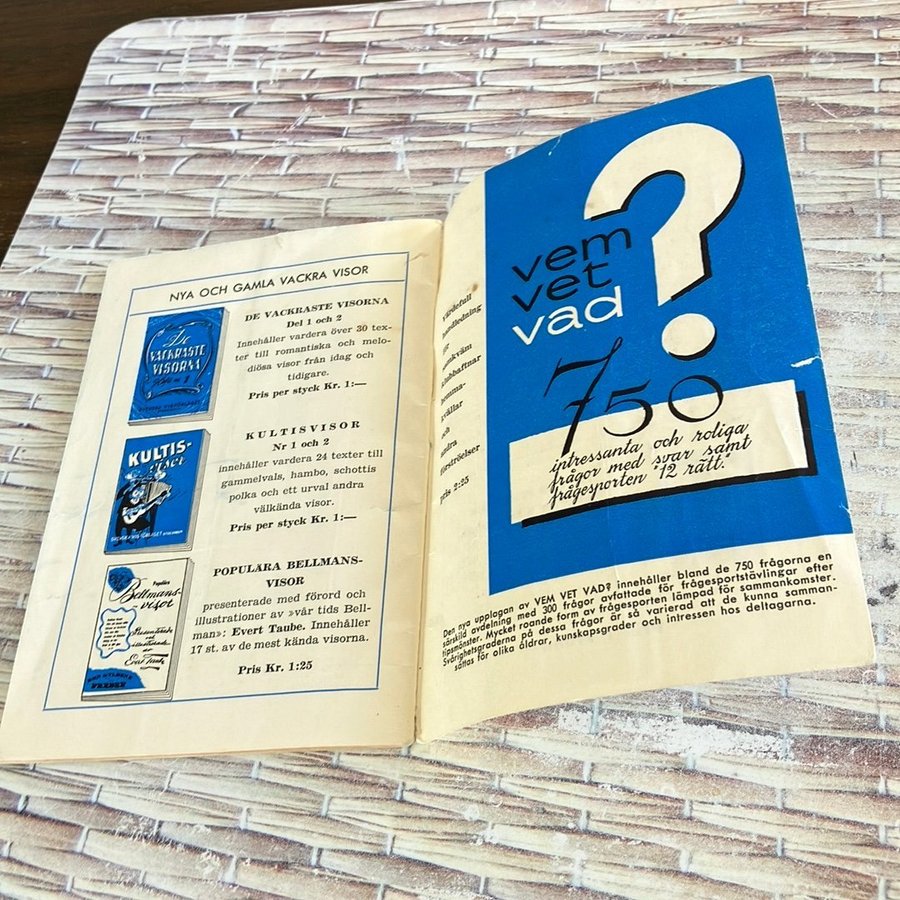 NYA OCH GAMLA VACKRA VISOR
De
VACKRASTE
VISORNA
DE VACKRASTE VISORNA
Del 1 och 2
Innehåller vardera över 30 tex-
ter till romantiska och melo-
diösa visor från idag och
tidigare.
Pris per styck Kr. 1:—
KULTIS-
visor
KULTISVISOR
Nr 1 och 2
innehåller vardera 24 texter till
gammelvals, hambo, schottis
polka och ett urval andra
välkända visor.
Pris per styck Kr. 1:—
Populära
Bellmans-
visor
Presenterade
Evert Taube
POPULÄRA BELLMANS-
VISOR
presenterade med förord och
illustrationer av »vår tids Bell-
man»: Evert Taube. Innehåller
17 st. av de mest kända visorna.
Pris Kr. 1:25
värdefull
handledning
för
samkväm
klubbaftnar
hemma-
kvällar
och
andra
förströelser
pris 2:25
?
vem
vet
vad
750
intressanta och roliga
frågor med svar samt
frågesporten "12 rätt."
Den nya upplagan av VEM VET VAD? innehåller bland de 750 frågorna en
särskild avdelning med 300 frågor avfattade för frågesportstävlingar efter
tipsmönster. Mycket roande form av frågesporten lämpad för sammankomster.
Svårighetsgraderna på dessa frågor är så varierad att de kunna samman-
sättas för olika åldrar, kunskapsgrader och intressen hos deltagarna.